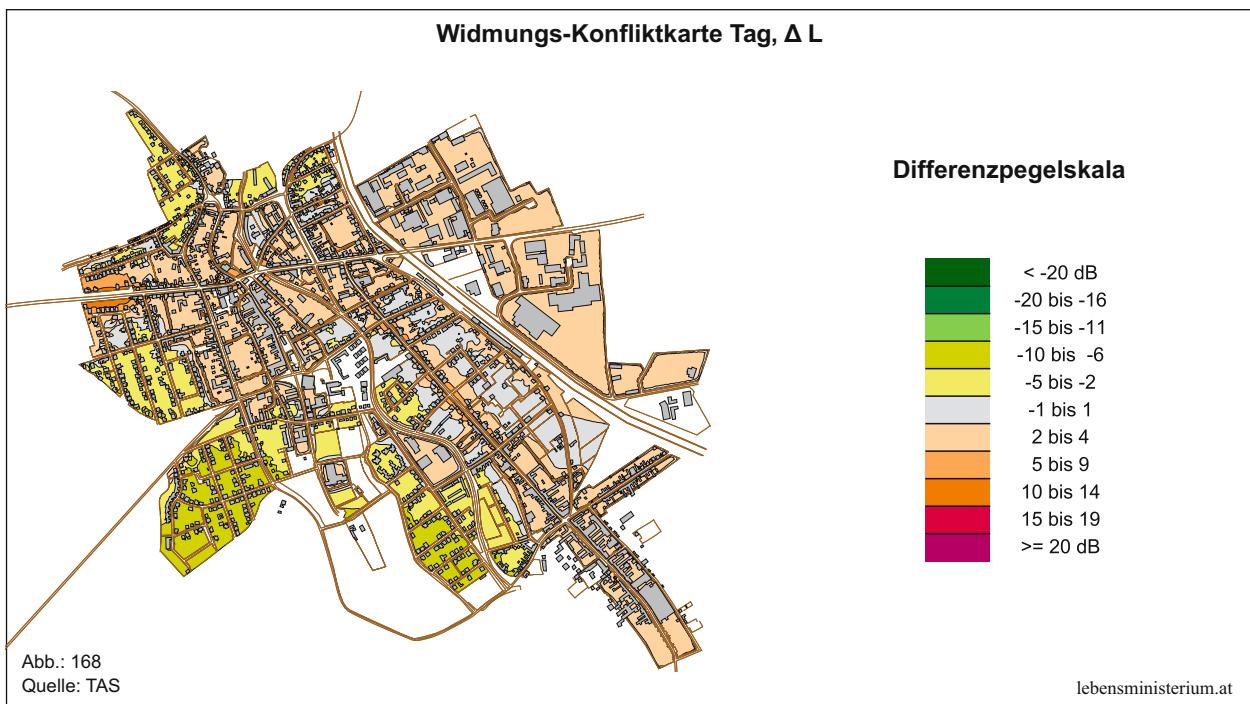 Widmungs-Konfliktkarte Tag, Δ L
Differenzpegelskala
< -20 dB
-20 bis -16
-15 bis -11
-10 bis -6
-5 bis -2
-1 bis 1
2 bis 4
5 bis 9
10 bis 14
15 bis 19
>= 20 dB
Abb.: 168
Quelle: TAS
lebensministerium.at